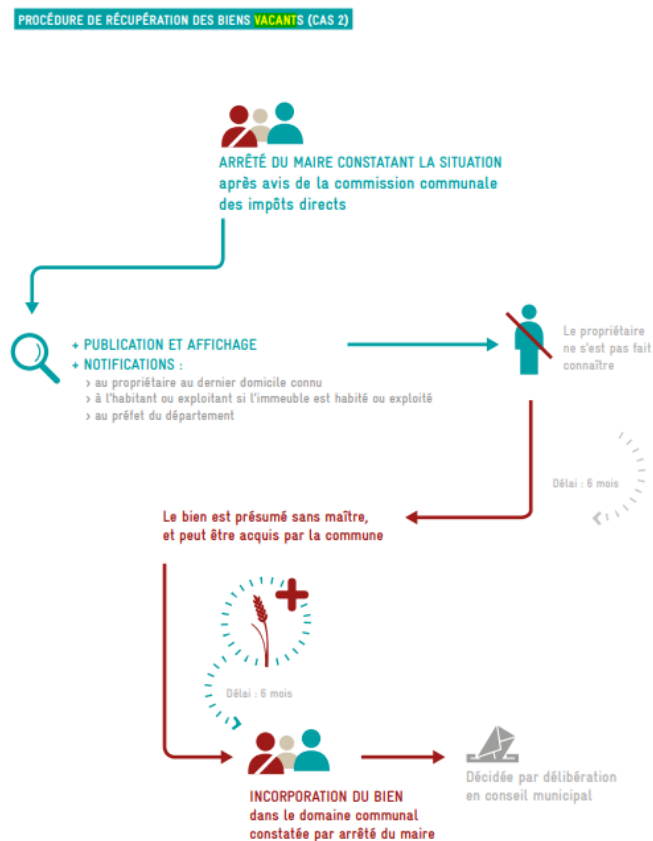 PROCÉDURE DE RÉCUPÉRATION DES BIENS VACANTS (CAS 2)
ARRÊTÉ DU MAIRE CONSTATANT LA SITUATION
après avis de la commission communale
des impôts directs
+ PUBLICATION ET AFFICHAGE
+ NOTIFICATIONS :
> au propriétaire au dernier domicile connu
> à l'habitant ou exploitant si l'immeuble est habité ou exploité
> au préfet du département
Le propriétaire
ne s'est pas fait
connaître
Délai : 6 mois
Le bien est présumé sans maître,
et peut être acquis par la commune
Délai : 6 mois
INCORPORATION DU BIEN
dans le domaine communal
constatée par arrêté du maire
Décidée par délibération
en conseil municipal